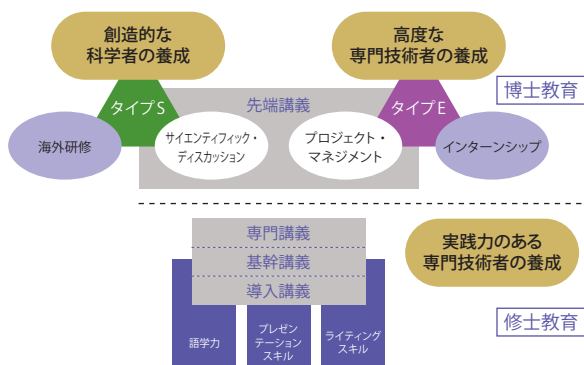 創造的な
科学者の養成
高度な
専門技術者の養成
博士教育
タイプS
先端講義
タイプE
海外研修
サイエンティフィック・
ディスカッション
プロジェクト・
マネジメント
インターンシップ
専門講義
基幹講義
導入講義
実践力のある
専門技術者の養成
語学力
プレゼン
テーション
スキル
ライティング
スキル
修士教育